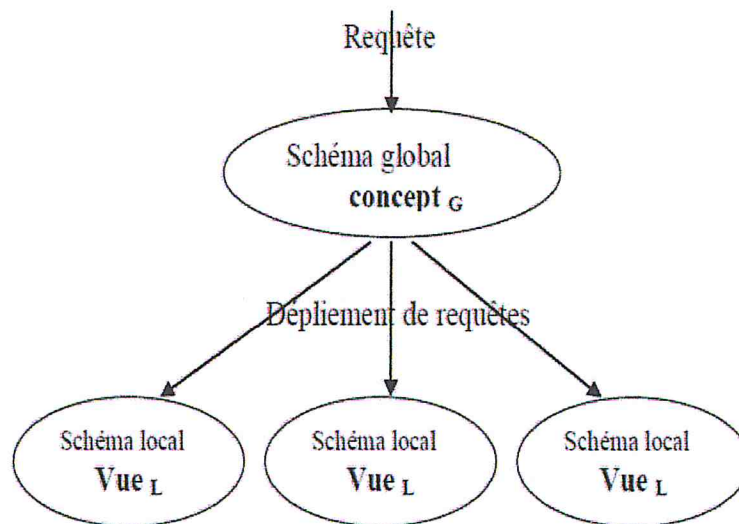 Requête
Schéma global
concept G
Dépliement de requêtes
Schéma local
Vue L
Schéma local
Vue L
Schéma local
Vue L